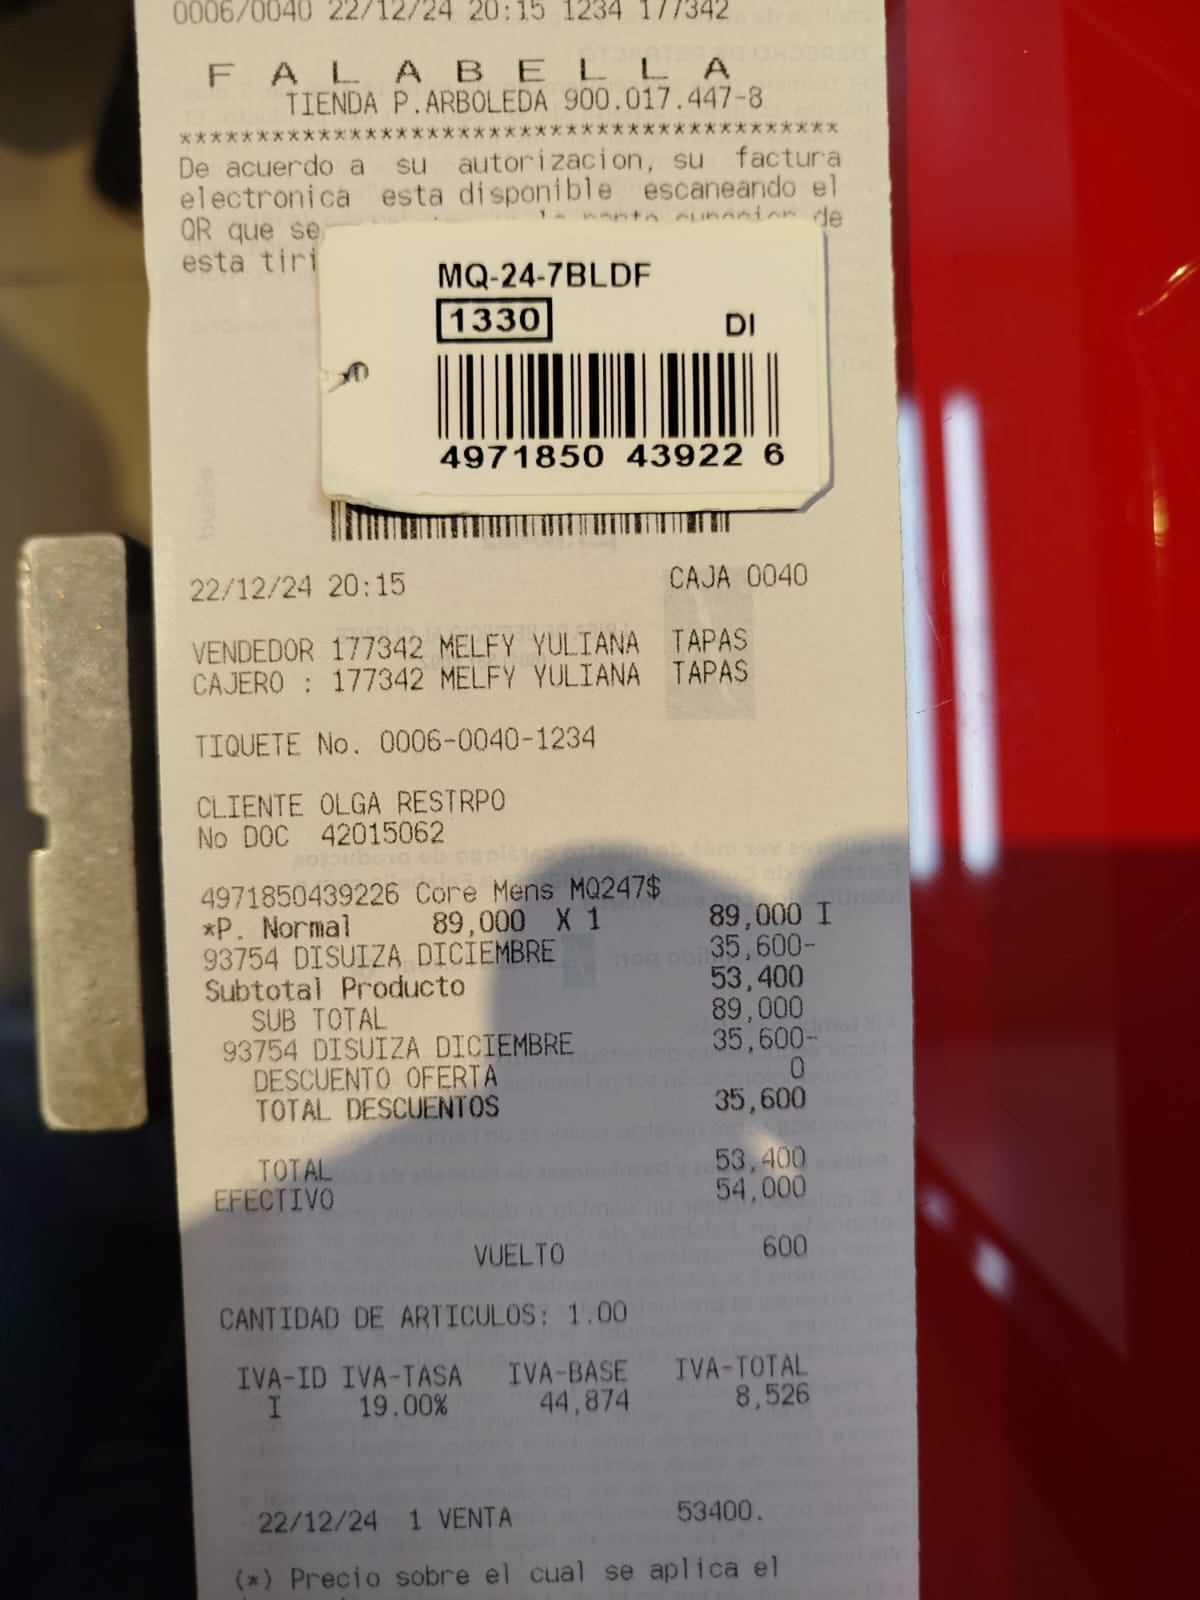 0006/0040 22/12/24 20:15 1234 177342
F A L A B E L L A
TIENDA P.ARBOLEDA 900.017.447-8
******************************************
De acuerdo a su autorizacion, su factura
electronica esta disponible escaneando el
QR que se de
esta tiri
MQ-24-7BLDF
1330 DI
4971850 43922 6
22/12/24 20:15 CAJA 0040
VENDEDOR 177342 MELFY YULIANA TAPAS
CAJERO : 177342 MELFY YULIANA TAPAS
TIQUETE No. 0006-0040-1234
CLIENTE OLGA RESTRPO
No DOC 42015062
4971850439226 Core Mens MQ247$
*P. Normal 89,000 X 1 89,000 I
93754 DISUIZA DICIEMBRE 35,600-
Subtotal Producto 53,400
SUB TOTAL 89,000
93754 DISUIZA DICIEMBRE 35,600-
DESCUENTO OFERTA 0
TOTAL DESCUENTOS 35,600
TOTAL 53,400
EFECTIVO 54,000
VUELTO 600
CANTIDAD DE ARTICULOS: 1.00
IVA-ID IVA-TASA IVA-BASE IVA-TOTAL
I 19.00% 44,874 8,526
22/12/24 1 VENTA 53400.
(*) Precio sobre el cual se aplica el